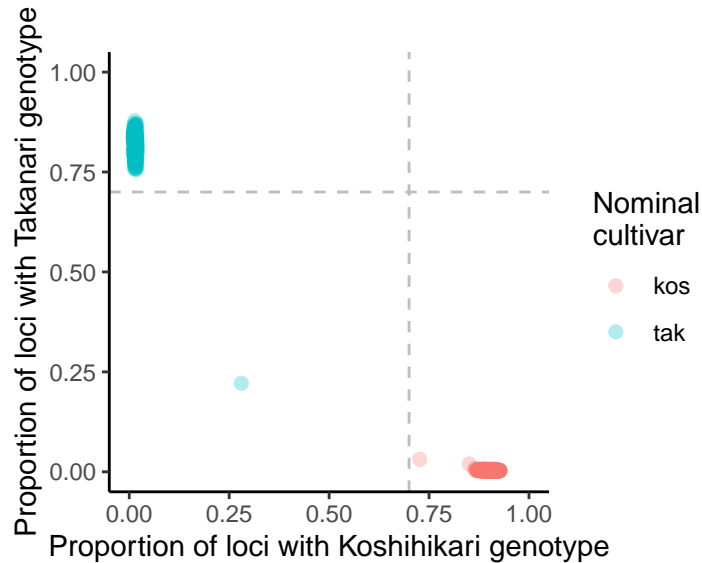 Proportion of loci with Takanari genotype
1.00
0.75
0.50
0.25
0.00
0.00 0.25 0.50 0.75 1.00
Proportion of loci with Koshihikari genotype
Nominal
cultivar
kos
tak